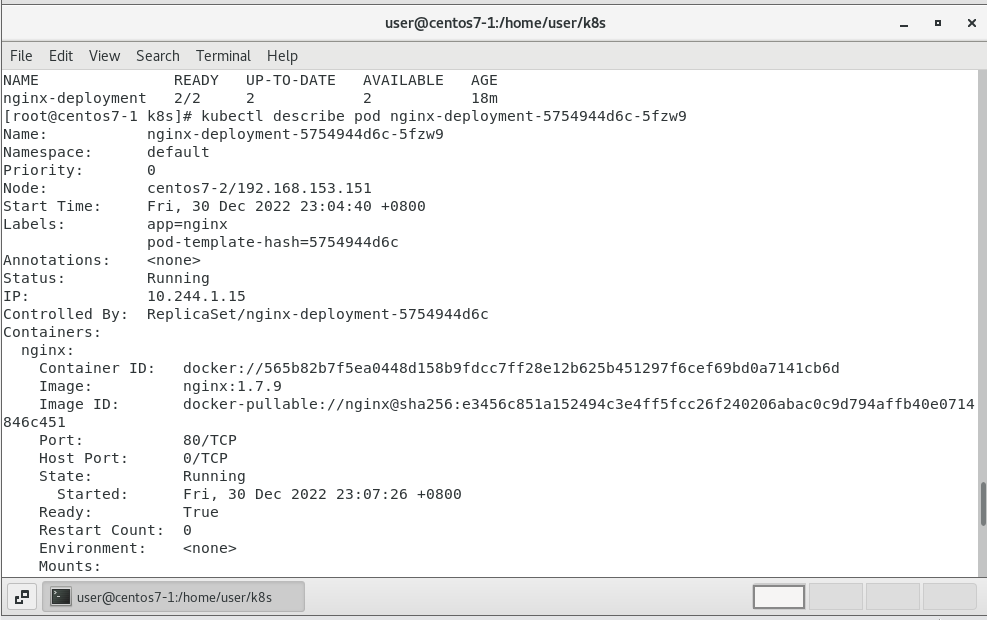 user@centos7-1:/home/user/k8s
File Edit View Search Terminal Help
NAME                READY   UP-TO-DATE   AVAILABLE   AGE
nginx-deployment   2/2     2            2           18m
[root@centos7-1 k8s]# kubectl describe pod nginx-deployment-5754944d6c-5fzw9
Name:           nginx-deployment-5754944d6c-5fzw9
Namespace:      default
Priority:       0
Node:           centos7-2/192.168.153.151
Start Time:     Fri, 30 Dec 2022 23:04:40 +0800
Labels:         app=nginx
                pod-template-hash=5754944d6c
Annotations:    <none>
Status:         Running
IP:             10.244.1.15
Controlled By:  ReplicaSet/nginx-deployment-5754944d6c
Containers:
  nginx:
    Container ID:   docker://565b82b7f5ea0448d158b9fdcc7ff28e12b625b451297f6cef69bd0a7141cb6d
    Image:          nginx:1.7.9
    Image ID:       docker-pullable://nginx@sha256:e3456c851a152494c3e4ff5fcc26f240206abac0c9d794affb40e0714
846c451
    Port:           80/TCP
    Host Port:      0/TCP
    State:          Running
      Started:      Fri, 30 Dec 2022 23:07:26 +0800
    Ready:          True
    Restart Count:  0
    Environment:    <none>
    Mounts:
user@centos7-1:/home/user/k8s